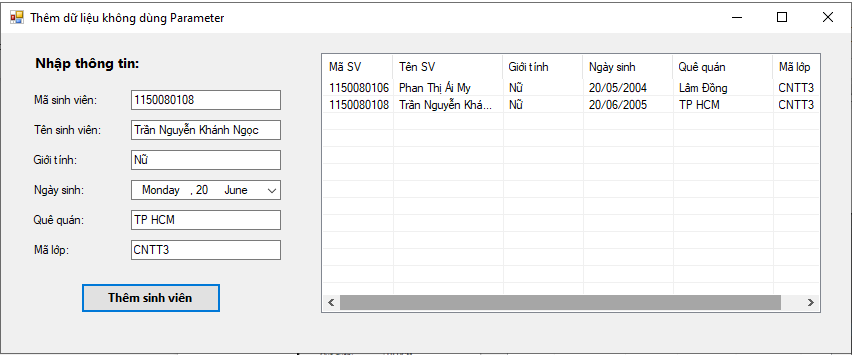 Thêm dữ liệu không dùng Parameter
Nhập thông tin:
Mã sinh viên: 1150080108
Tên sinh viên: Trần Nguyễn Khánh Ngọc
Giới tính: Nữ
Ngày sinh: Monday , 20 June
Quê quán: TP HCM
Mã lớp: CNTT3
Thêm sinh viên
Mã SV Tên SV Giới tính Ngày sinh Quê quán Mã lớp
1150080106 Phan Thị Ái My Nữ 20/05/2004 Lâm Đồng CNTT3
1150080108 Trần Nguyễn Khá... Nữ 20/06/2005 TP HCM CNTT3